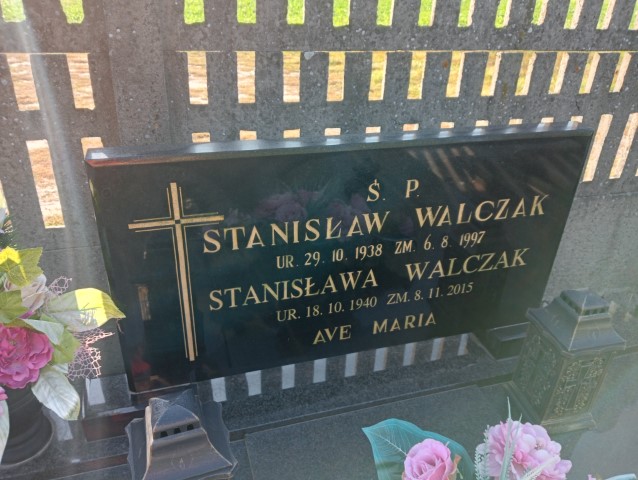 Ś. P.
STANISŁAW WALCZAK
UR. 29. 10. 1938 ZM. 6. 8. 1997
STANISŁAWA WALCZAK
UR. 18. 10. 1940 ZM. 8. 11. 2015
AVE MARIA